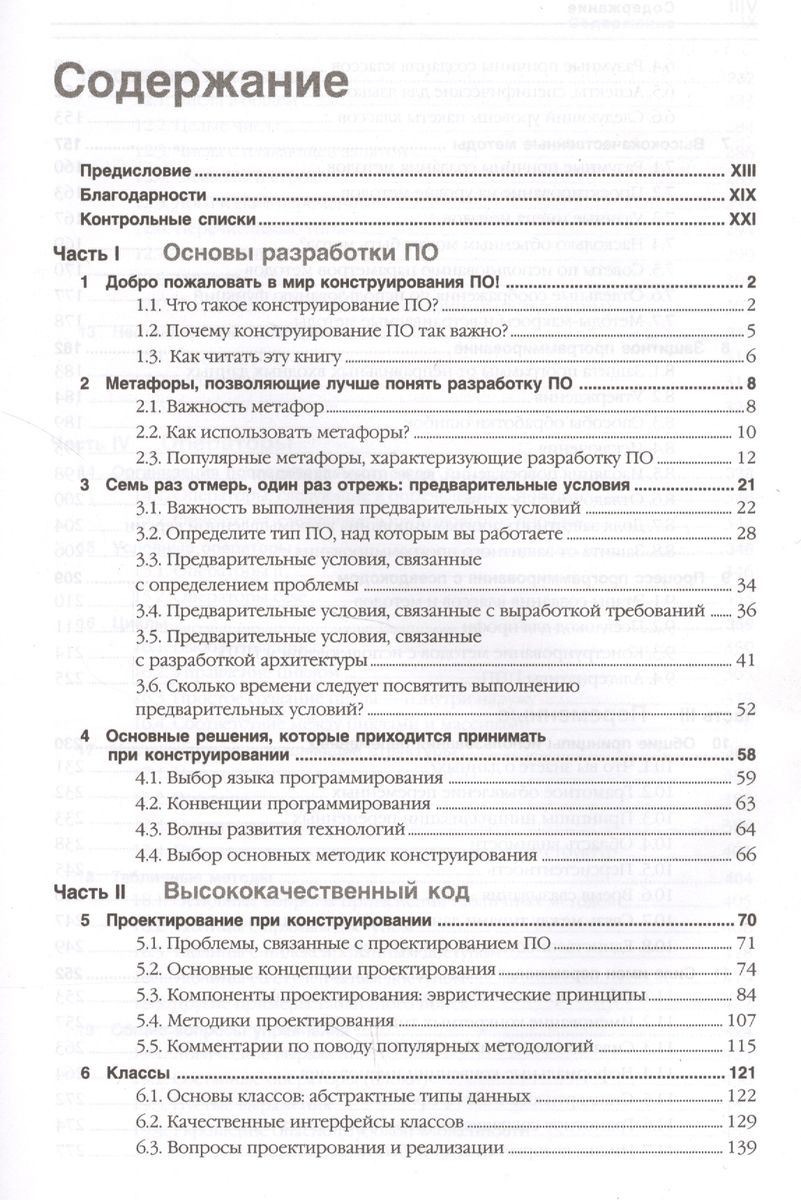 Содержание
Предисловие ... XIII
Благодарности ... XIX
Контрольные списки ... XXI
Часть I Основы разработки ПО
1 Добро пожаловать в мир конструирования ПО! ... 2
1.1. Что такое конструирование ПО? ... 2
1.2. Почему конструирование ПО так важно? ... 5
1.3. Как читать эту книгу ... 6
2 Метафоры, позволяющие лучше понять разработку ПО ... 8
2.1. Важность метафор ... 8
2.2. Как использовать метафоры? ... 10
2.3. Популярные метафоры, характеризующие разработку ПО ... 12
3 Семь раз отмерь, один раз отрежь: предварительные условия ... 21
3.1. Важность выполнения предварительных условий ... 22
3.2. Определите тип ПО, над которым вы работаете ... 28
3.3. Предварительные условия, связанные
с определением проблемы ... 34
3.4. Предварительные условия, связанные с выработкой требований ... 36
3.5. Предварительные условия, связанные
с разработкой архитектуры ... 41
3.6. Сколько времени следует посвятить выполнению
предварительных условий? ... 52
4 Основные решения, которые приходится принимать
при конструировании ... 58
4.1. Выбор языка программирования ... 59
4.2. Конвенции программирования ... 63
4.3. Волны развития технологий ... 64
4.4. Выбор основных методик конструирования ... 66
Часть II Высококачественный код
5 Проектирование при конструировании ... 70
5.1. Проблемы, связанные с проектированием ПО ... 71
5.2. Основные концепции проектирования ... 74
5.3. Компоненты проектирования: эвристические принципы ... 84
5.4. Методики проектирования ... 107
5.5. Комментарии по поводу популярных методологий ... 115
6 Классы ... 121
6.1. Основы классов: абстрактные типы данных ... 122
6.2. Качественные интерфейсы классов ... 129
6.3. Вопросы проектирования и реализации ... 139